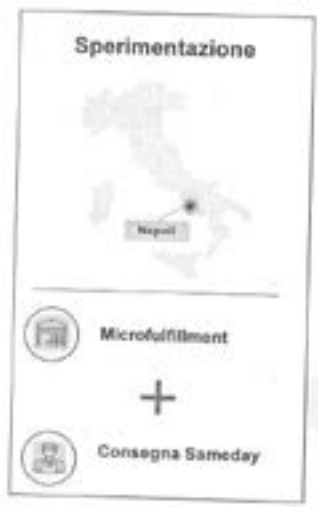 Sperimentazione
Napoli
Microfulfillment
+
Consegna Sameday